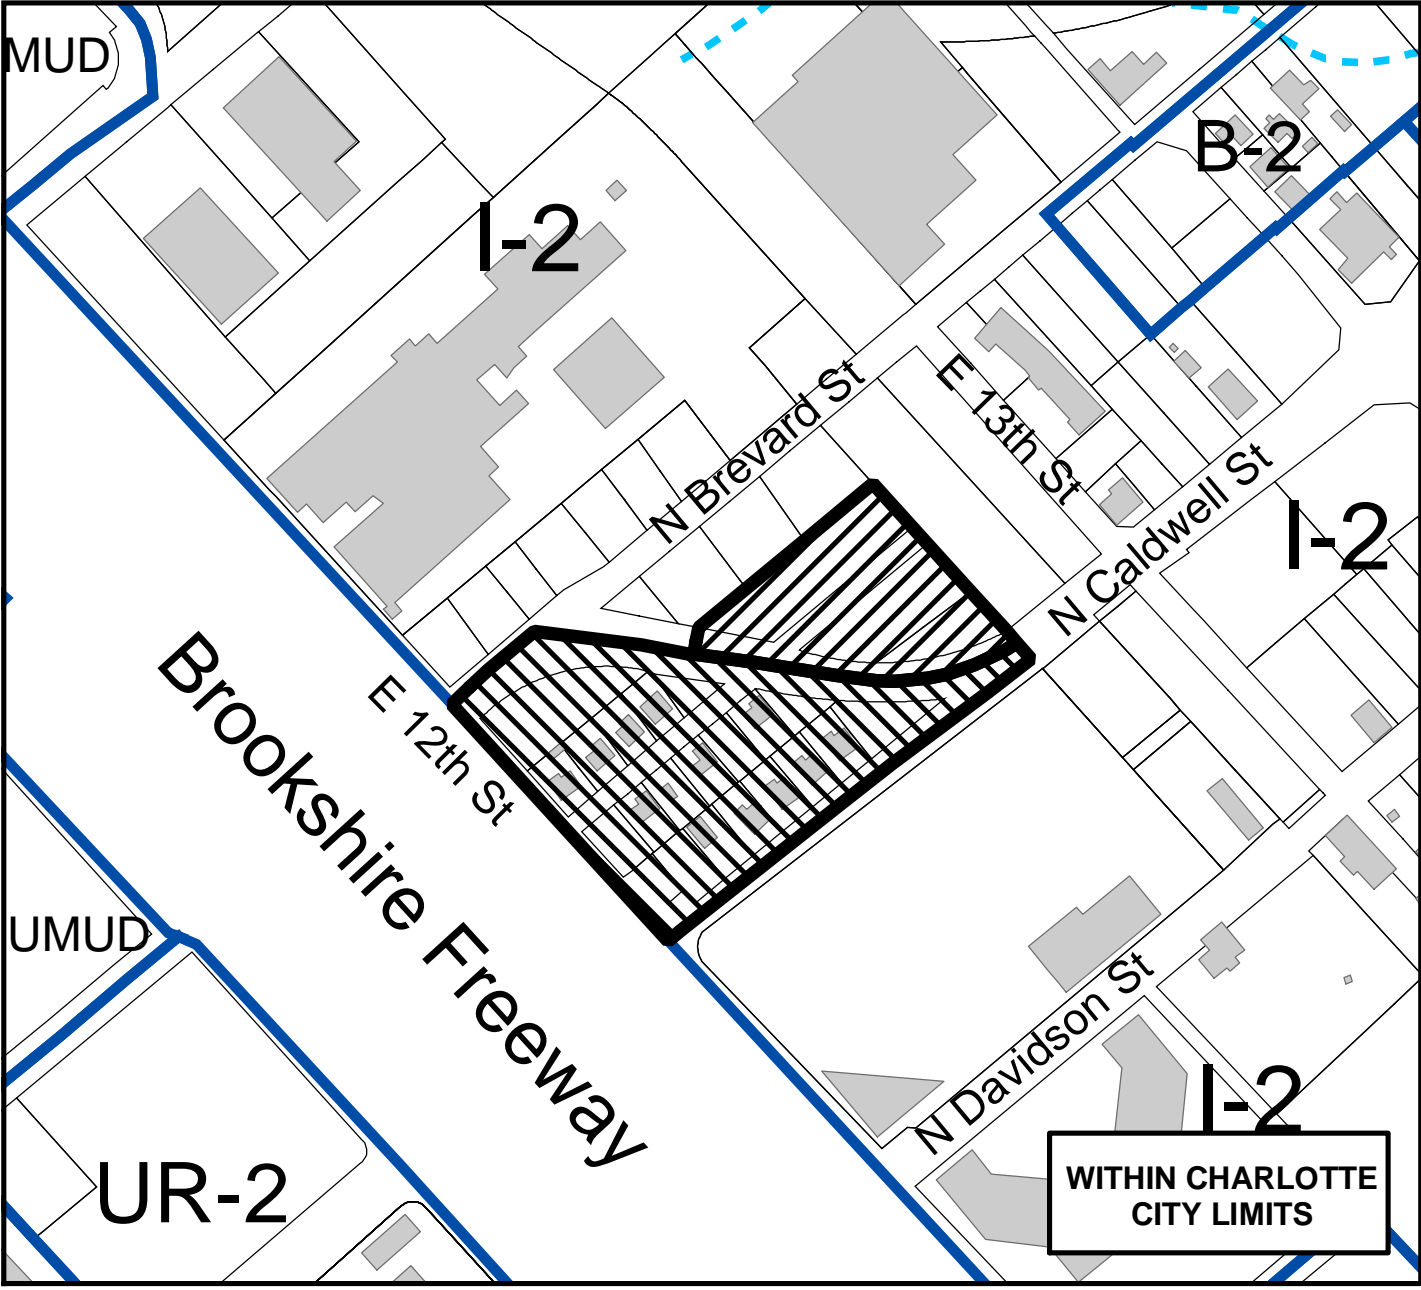 MUD
B-2
I-2
N Brevard St
E 13th St
N Caldwell St
I-2
Brookshire Freeway
E 12th St
UMUD
N Davidson St
I-2
UR-2
WITHIN CHARLOTTE
CITY LIMITS